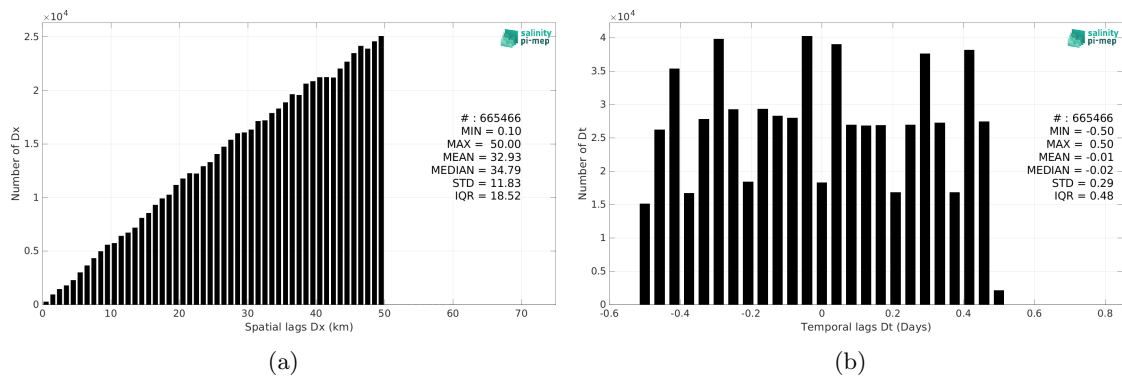 ×10⁴
2.5
2
1.5
1
0.5
0
0 10 20 30 40 50 60 70
Number of Dx
Spatial lags Dx (km)
salinity
pi-mep
# : 665466
MIN = 0.10
MAX = 50.00
MEAN = 32.93
MEDIAN = 34.79
STD = 11.83
IQR = 18.52
(a)
×10⁴
4
3.5
3
2.5
2
1.5
1
0.5
0
-0.6 -0.4 -0.2 0 0.2 0.4 0.6 0.8
Number of Dt
Temporal lags Dt (Days)
salinity
pi-mep
# : 665466
MIN = -0.50
MAX = 0.50
MEAN = -0.01
MEDIAN = -0.02
STD = 0.29
IQR = 0.48
(b)